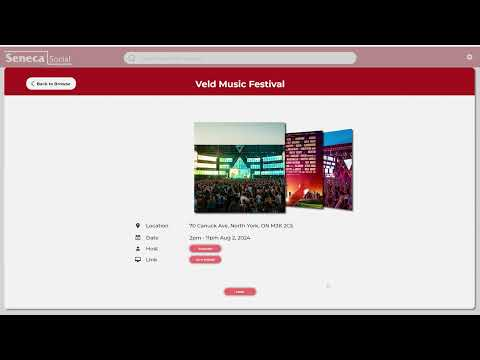 Seneca Social
Back to Browse
Veld Music Festival
Location 70 Canuck Ave, North York, ON M3K 2C5
Date 2pm - 11pm Aug 2, 2024
Host
Link